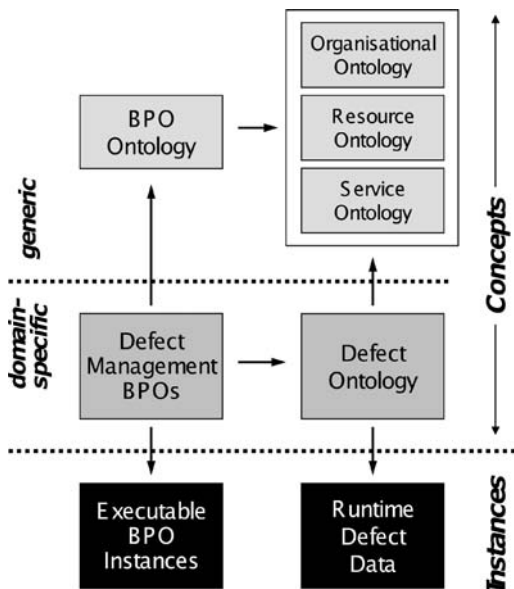 Organisational
Ontology
BPO
Ontology
Resource
Ontology
Service
Ontology
generic
Concepts
domain-
specific
Defect
Management
BPOs
Defect
Ontology
Executable
BPO
Instances
Runtime
Defect
Data
Instances